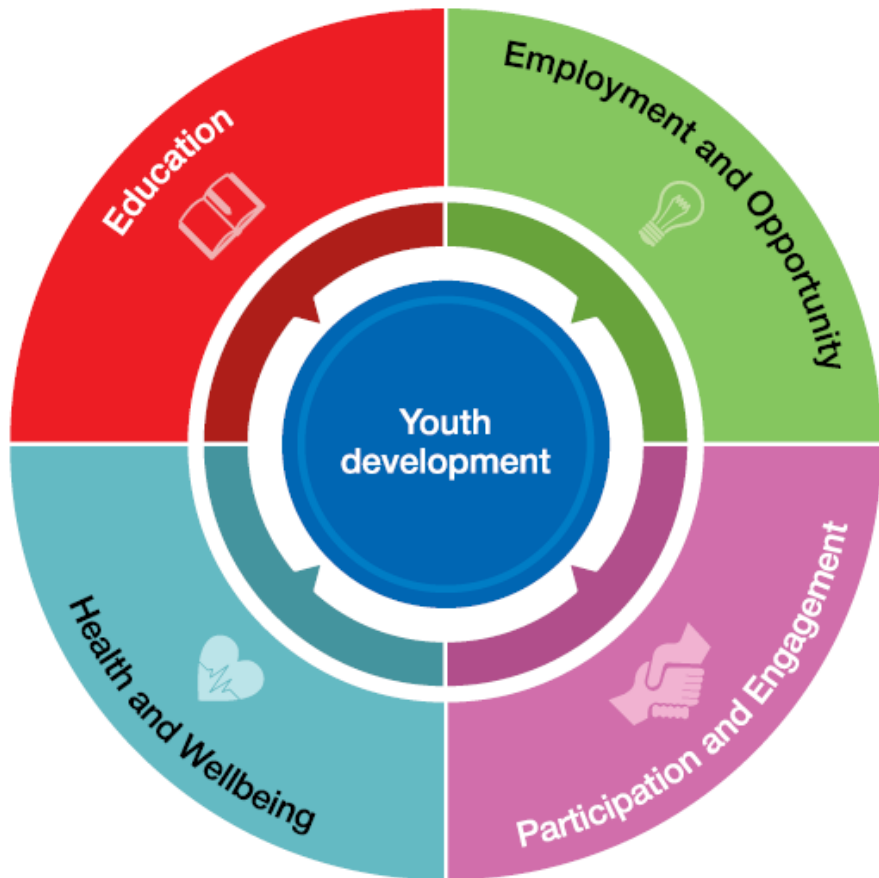 Education
Employment and Opportunity
Youth
development
Health and Wellbeing
Participation and Engagement